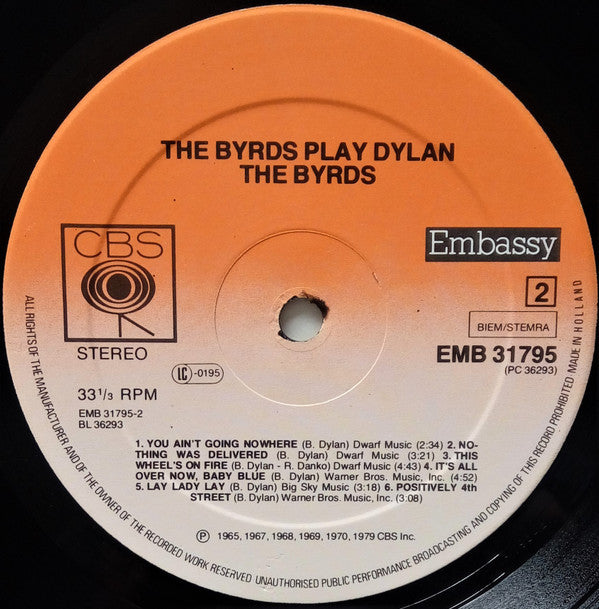 THE BYRDS PLAY DYLAN
THE BYRDS
CBS
Embassy
2
STEREO
BIEM/STEMRA
EMB 31795
(PC 36293)
LC -0195
33 1/3 RPM
EMB 31795-2
BL 36293
1. YOU AIN'T GOING NOWHERE (B. Dylan) Dwarf Music (2:34) 2. NO-
THING WAS DELIVERED (B. Dylan) Dwarf Music (3:21) 3. THIS
WHEEL'S ON FIRE (B. Dylan - R. Danko) Dwarf Music (4:43) 4. IT'S ALL
OVER NOW, BABY BLUE (B. Dylan) Warner Bros. Music, Inc. (4:52)
5. LAY LADY LAY (B. Dylan) Big Sky Music (3:18) 6. POSITIVELY 4th
STREET (B. Dylan) Warner Bros. Music, Inc. (3:08)
℗ 1965, 1967, 1968, 1969, 1970, 1979 CBS Inc.
ALL RIGHTS OF THE MANUFACTURER AND OF THE OWNER OF THE RECORDED WORK RESERVED UNAUTHORISED PUBLIC PERFORMANCE BROADCASTING AND COPYING OF THIS RECORD PROHIBITED MADE IN HOLLAND